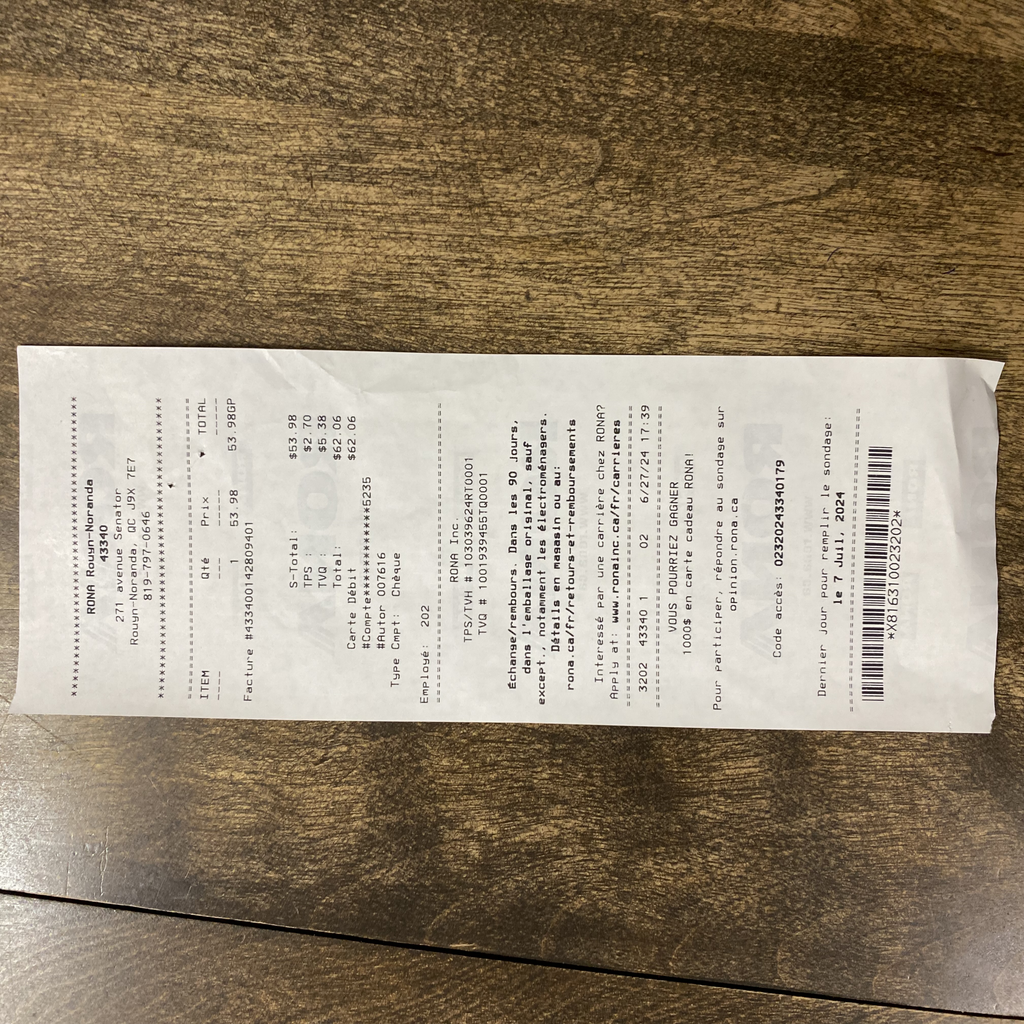 ****************************************
RONA Rouyn-Noranda
43340
271 avenue Senator
Rouyn-Noranda, QC J9X 7E7
819-797-0646
****************************************
========================================
ITEM Qté Prix TOTAL
---- --- ---- -----
1 53.98 53.98GP
Facture #43340014280940​1
S-Total: $53.98
TPS : $2.70
TVQ : $5.38
Total: $62.06
Carte Débit $62.06
#Compte************5235
#Autor 007616
Type Cmpt: Chèque
Employé: 202
========================================
RONA Inc.
TPS/TVH # 103039624RT0001
TVQ # 1001939455TQ0001
Échange/rembours. Dans les 90 Jours,
dans l'emballage original, sauf
except., notamment les électroménagers.
Détails en magasin ou au:
rona.ca/fr/retours-et-remboursements
Interessé par une carrière chez RONA?
Apply at: www.ronainc.ca/fr/carrieres
========================================
3202 43340 1 02 6/27/24 17:39
========================================
VOUS POURRIEZ GAGNER
1000$ en carte cadeau RONA!
Pour participer, répondre au sondage sur
opinion.rona.ca
Code accès: 02320243340179
Dernier jour pour remplir le sondage:
le 7 Juil, 2024
========================================
*X816310023202*